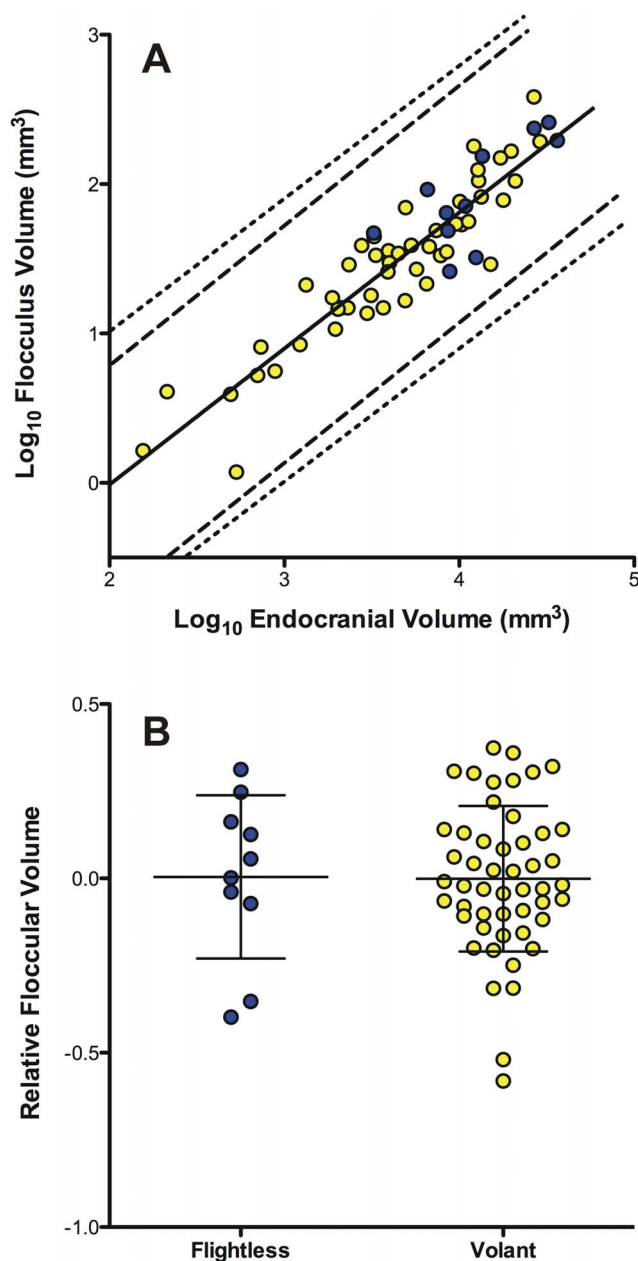 A
3
2
1
0
Log₁₀ Flocculus Volume (mm³)
2 3 4 5
Log₁₀ Endocranial Volume (mm³)
B
0.5
0.0
-0.5
-1.0
Relative Floccular Volume
Flightless Volant